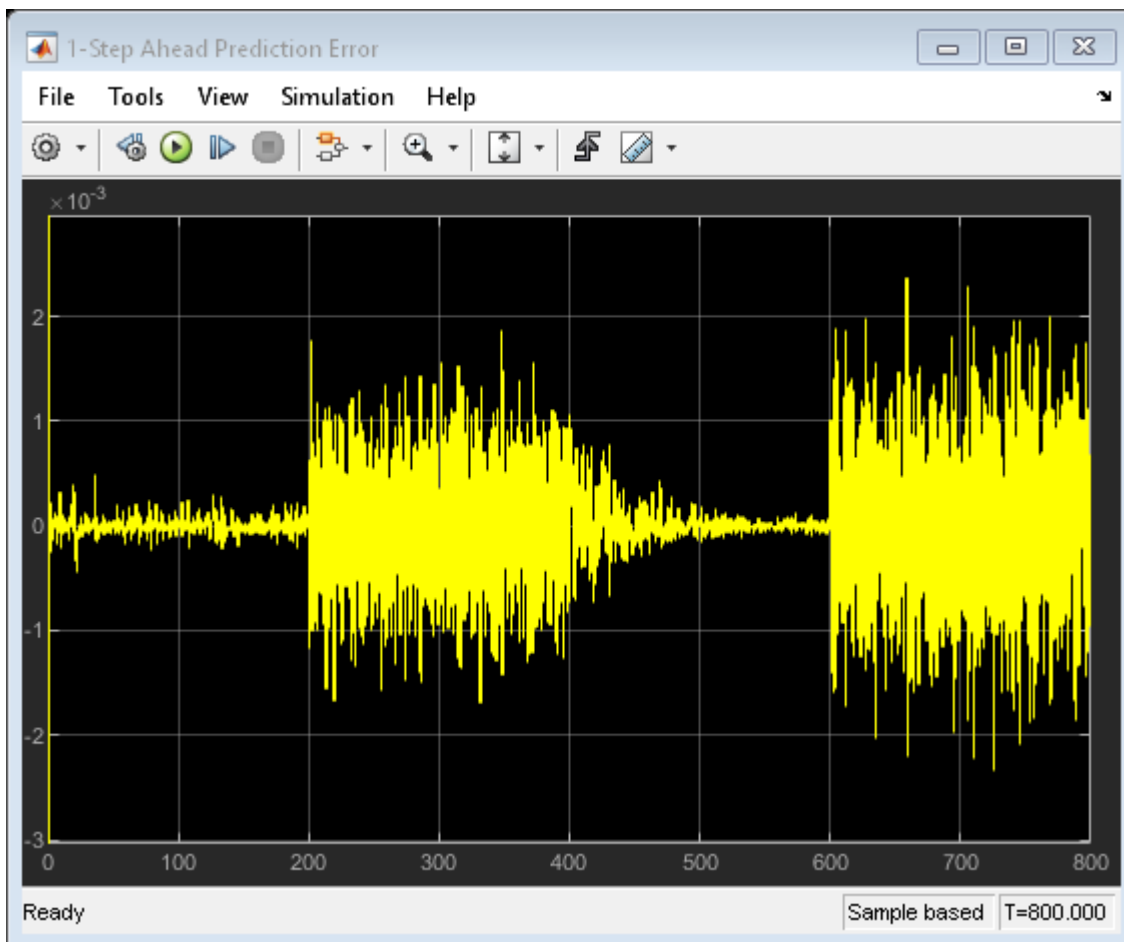 1-Step Ahead Prediction Error
File Tools View Simulation Help
×10-3
2
1
0
-1
-2
-3
0 100 200 300 400 500 600 700 800
Ready Sample based T=800.000